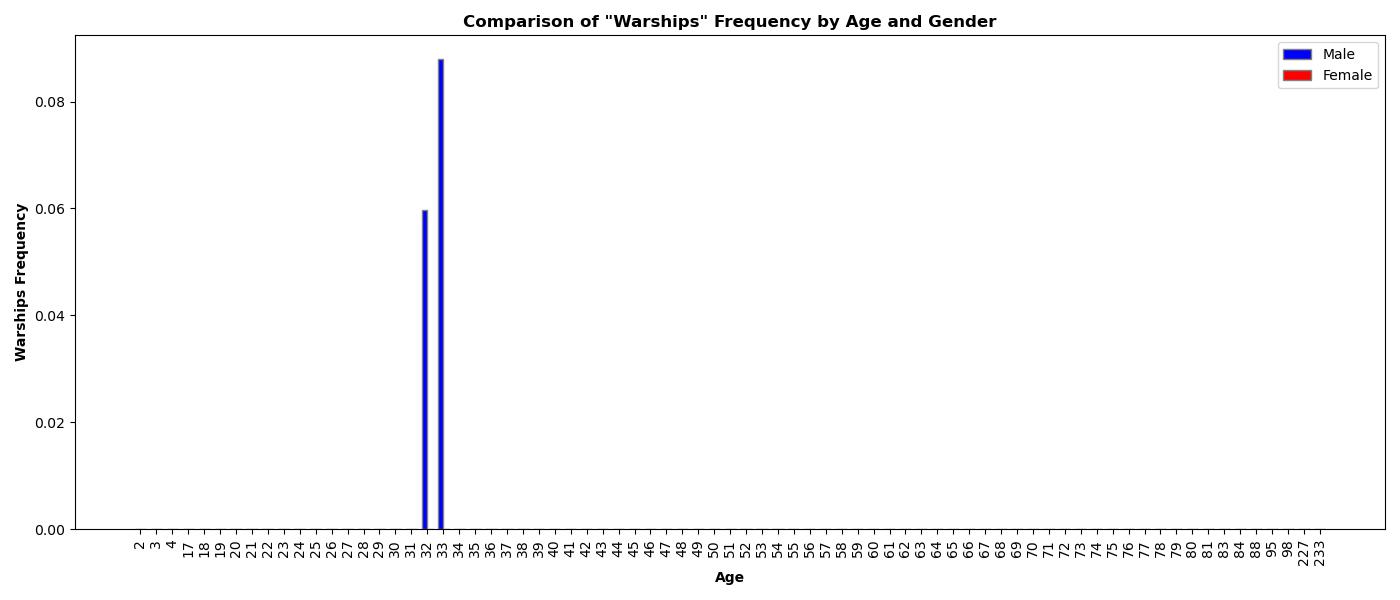 Comparison of "Warships" Frequency by Age and Gender
Male
Female
Warships Frequency
0.08
0.06
0.04
0.02
0.00
2 3 4 17 18 19 20 21 22 23 24 25 26 27 28 29 30 31 32 33 34 35 36 37 38 39 40 41 42 43 44 45 46 47 48 49 50 51 52 53 54 55 56 57 58 59 60 61 62 63 64 65 66 67 68 69 70 71 72 73 74 75 76 77 78 79 80 81 83 84 88 95 98 227 233
Age